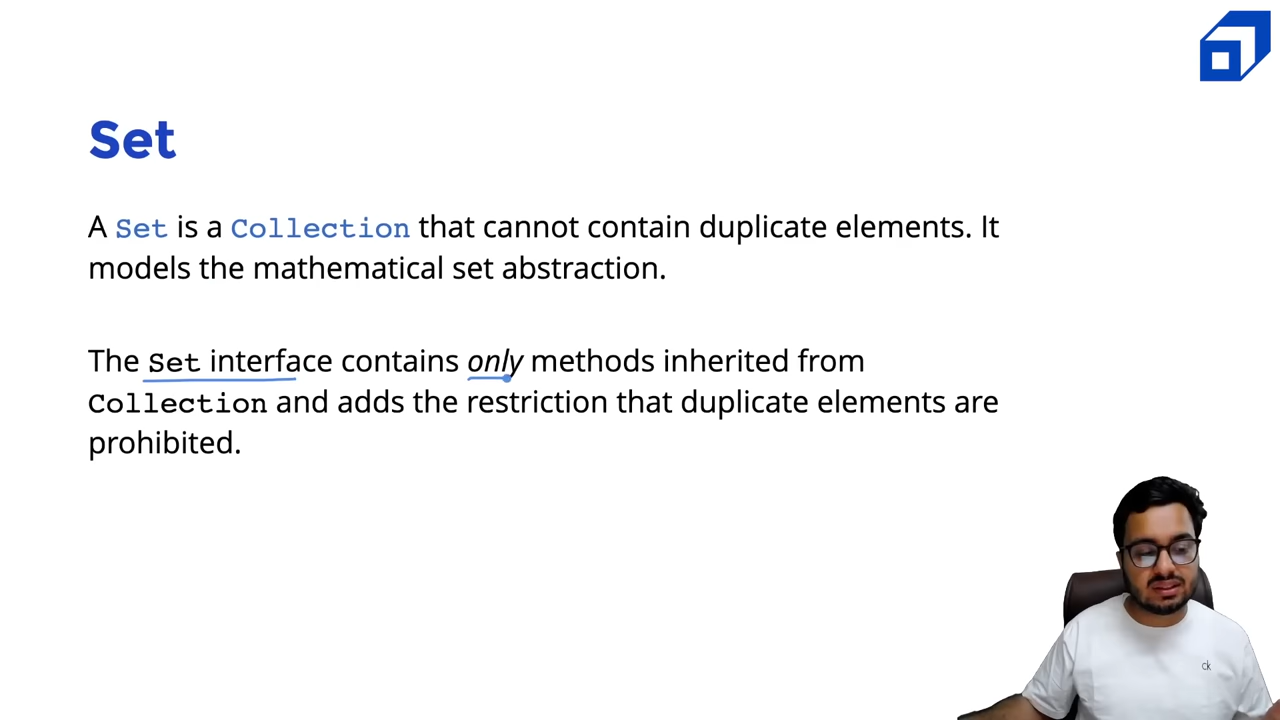 Set
A Set is a Collection that cannot contain duplicate elements. It
models the mathematical set abstraction.
The Set interface contains only methods inherited from
Collection and adds the restriction that duplicate elements are
prohibited.
ck